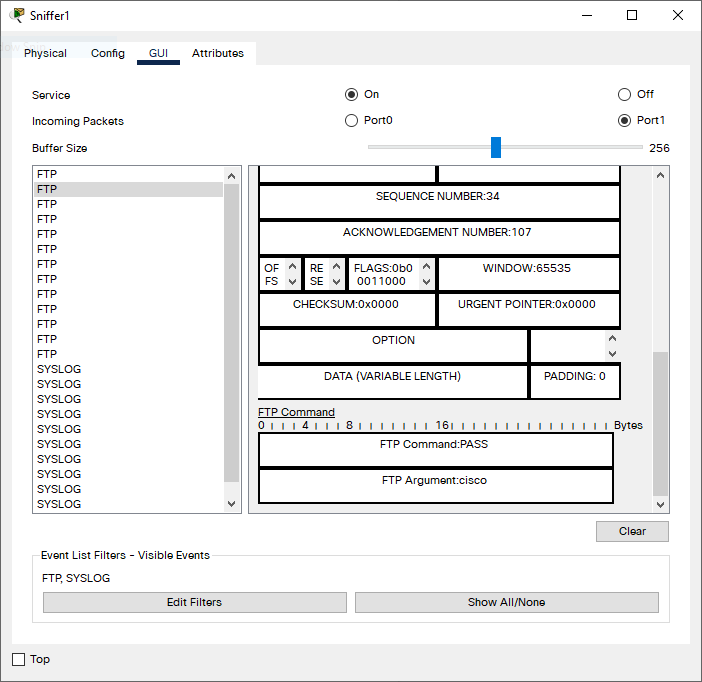 Sniffer1
Physical Config GUI Attributes
Service On Off
Incoming Packets Port0 Port1
Buffer Size 256
FTP
FTP
FTP
FTP
FTP
FTP
FTP
FTP
FTP
FTP
FTP
FTP
FTP
SYSLOG
SYSLOG
SYSLOG
SYSLOG
SYSLOG
SYSLOG
SYSLOG
SYSLOG
SYSLOG
SYSLOG
SEQUENCE NUMBER:34
ACKNOWLEDGEMENT NUMBER:107
OF
FS
RE
SE
FLAGS:0b0
0011000
WINDOW:65535
CHECKSUM:0x0000 URGENT POINTER:0x0000
OPTION
DATA (VARIABLE LENGTH) PADDING: 0
FTP Command
0 4 8 16 Bytes
FTP Command:PASS
FTP Argument:cisco
Clear
Event List Filters - Visible Events
FTP, SYSLOG
Edit Filters Show All/None
Top